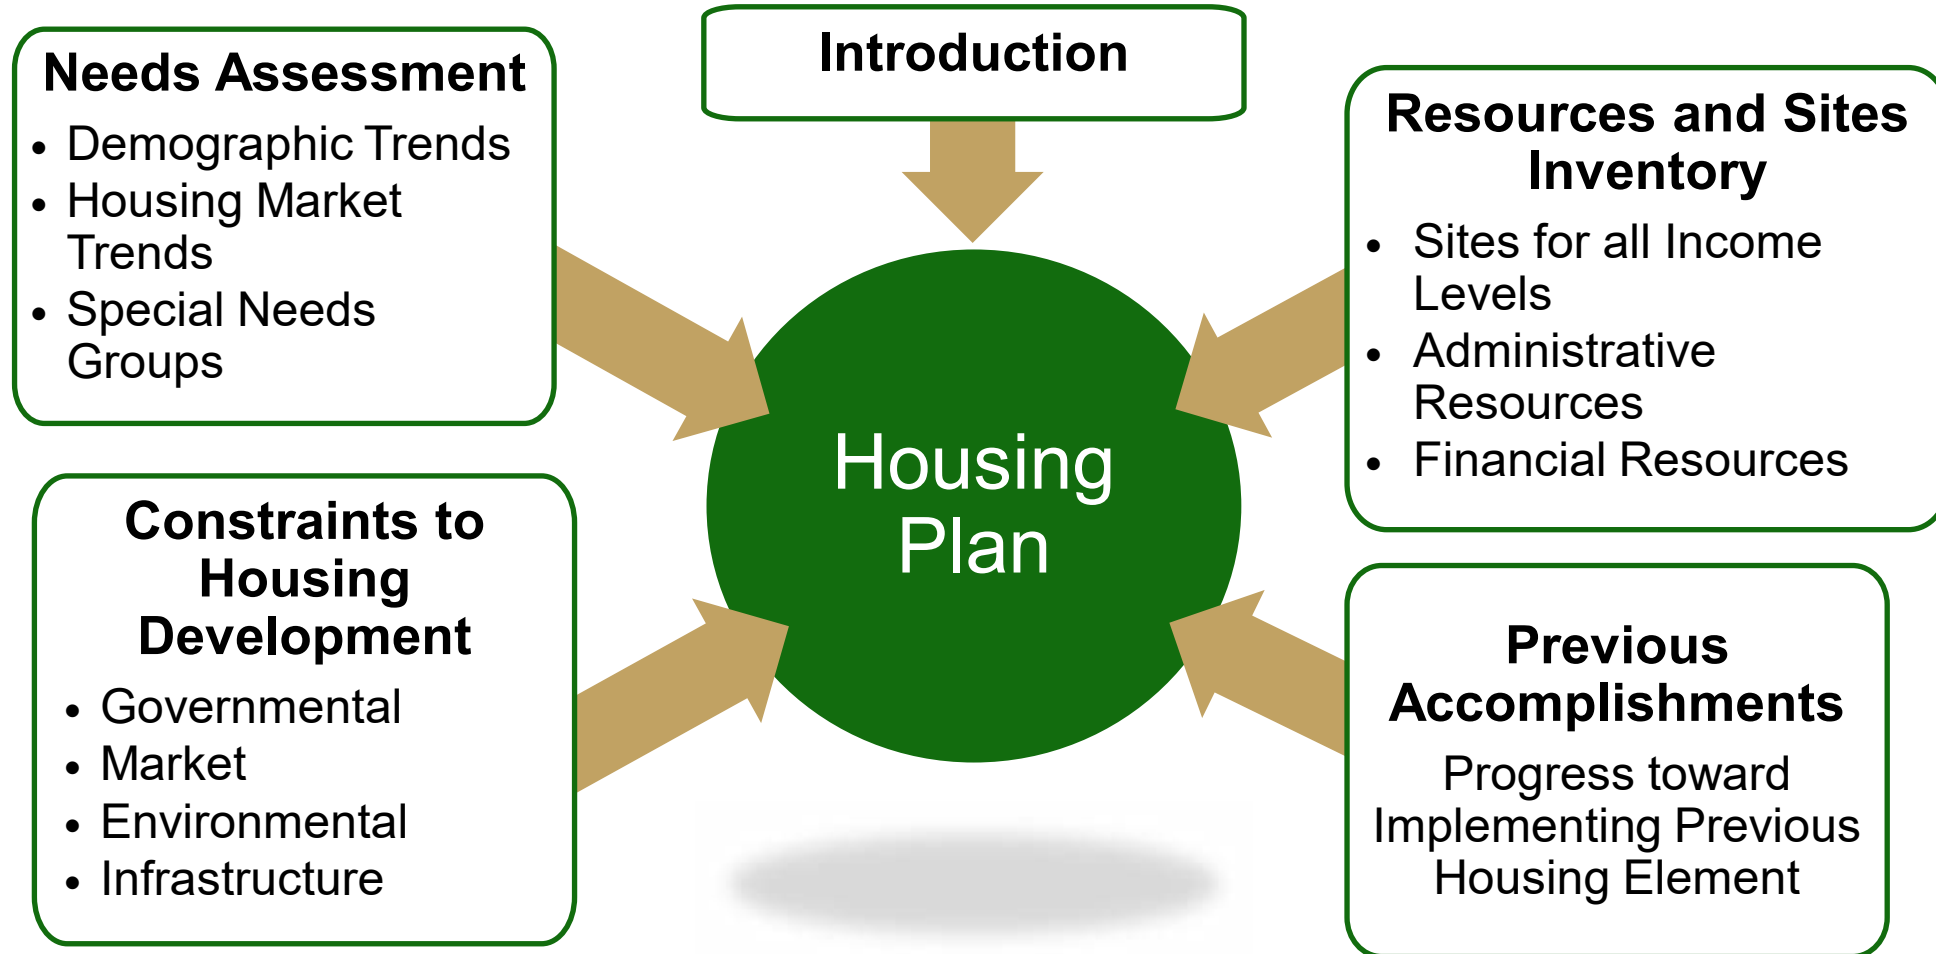 Needs Assessment
• Demographic Trends
• Housing Market
Trends
• Special Needs
Groups
Introduction
Resources and Sites
Inventory
• Sites for all Income
Levels
• Administrative
Resources
• Financial Resources
Housing
Plan
Constraints to
Housing
Development
• Governmental
• Market
• Environmental
• Infrastructure
Previous
Accomplishments
Progress toward
Implementing Previous
Housing Element